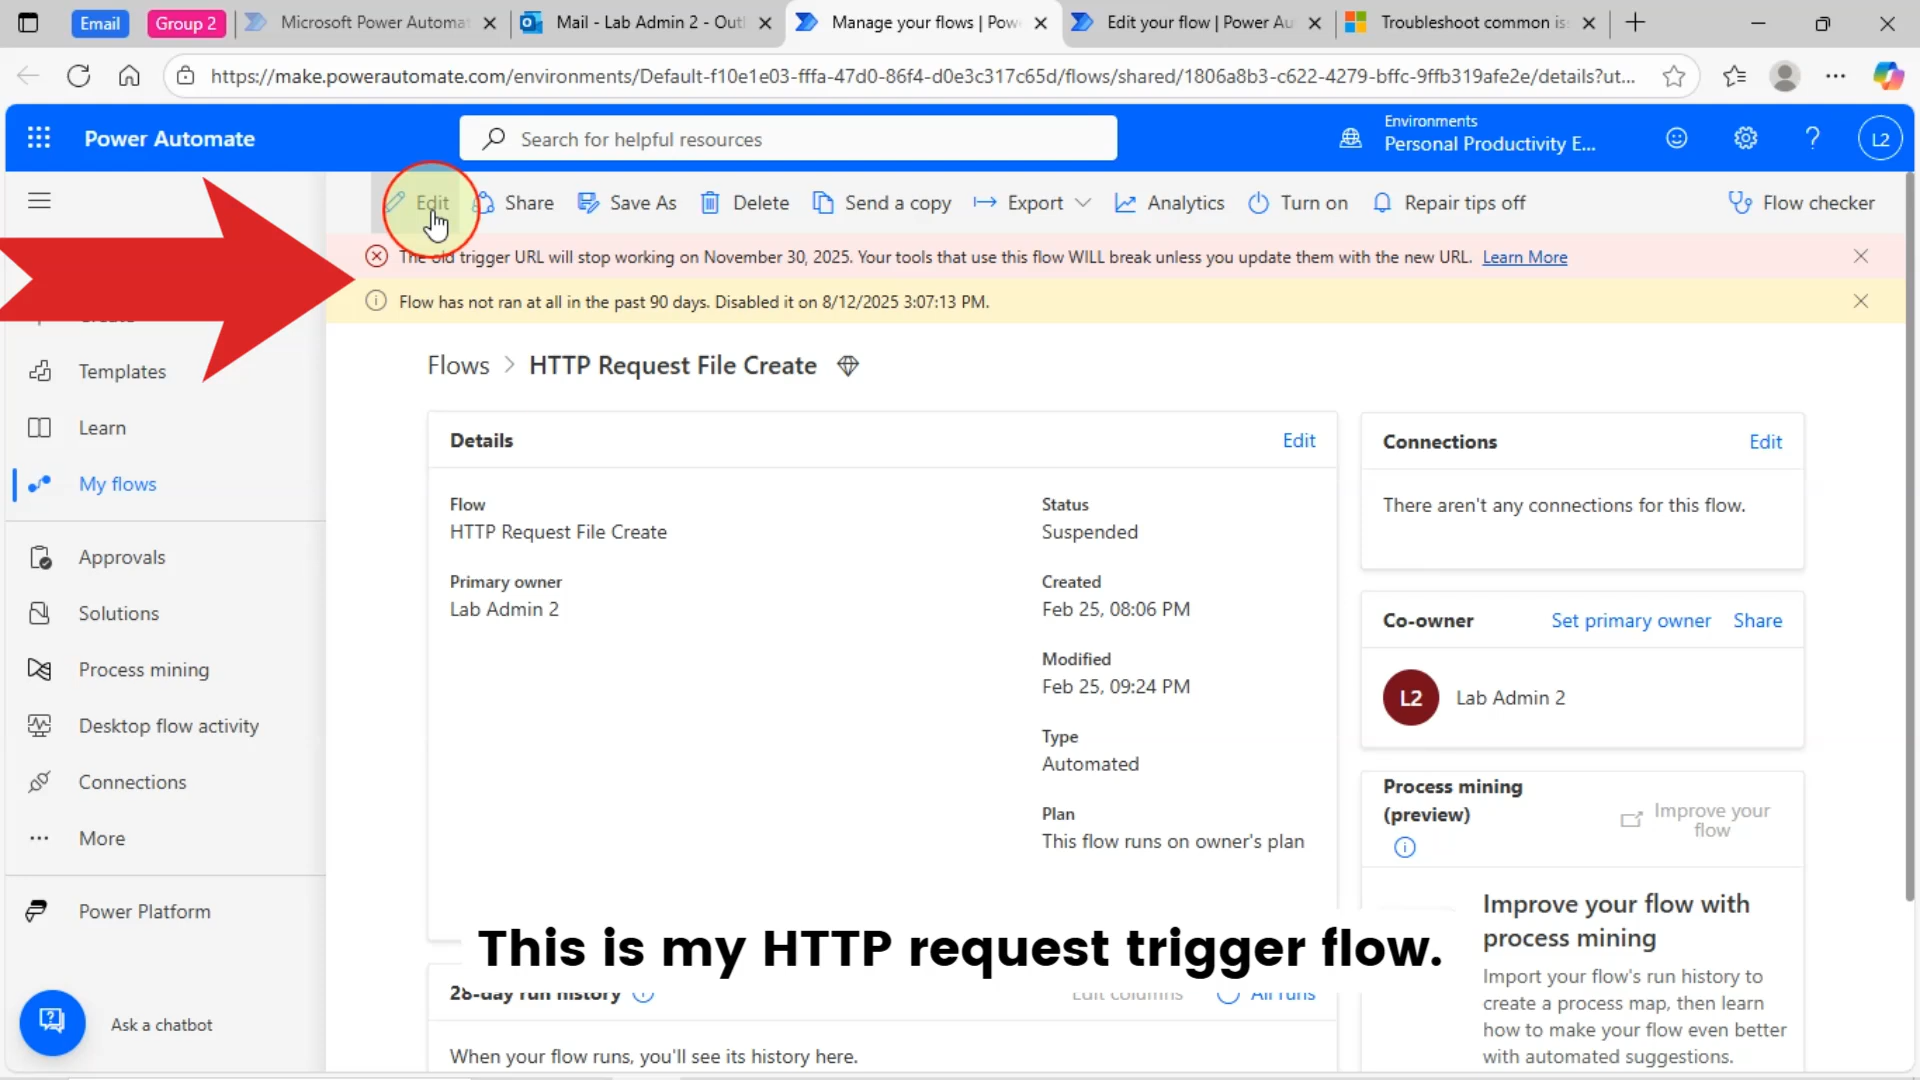 Email
Group 2
Microsoft Power Automat
Mail - Lab Admin 2 - Outl
Manage your flows | Pow
Edit your flow | Power Au
Troubleshoot common is
https://make.powerautomate.com/environments/Default-f10e1e03-fffa-47d0-86f4-d0e3c317c65d/flows/shared/1806a8b3-c622-4279-bffc-9ffb319afe2e/details?ut...
Power Automate
Search for helpful resources
Environments
Personal Productivity E...
L2
Edit
Share
Save As
Delete
Send a copy
Export
Analytics
Turn on
Repair tips off
Flow checker
The old trigger URL will stop working on November 30, 2025. Your tools that use this flow WILL break unless you update them with the new URL. Learn More
Flow has not ran at all in the past 90 days. Disabled it on 8/12/2025 3:07:13 PM.
Templates
Learn
My flows
Approvals
Solutions
Process mining
Desktop flow activity
Connections
More
Power Platform
Ask a chatbot
Flows > HTTP Request File Create
Details
Edit
Flow
HTTP Request File Create
Primary owner
Lab Admin 2
Status
Suspended
Created
Feb 25, 08:06 PM
Modified
Feb 25, 09:24 PM
Type
Automated
Plan
This flow runs on owner's plan
Connections
Edit
There aren't any connections for this flow.
Co-owner
Set primary owner
Share
L2
Lab Admin 2
Process mining
(preview)
Improve your
flow
Improve your flow with
process mining
Import your flow's run history to
create a process map, then learn
how to make your flow even better
with automated suggestions.
This is my HTTP request trigger flow.
28-day run history
Edit columns
All runs
When your flow runs, you'll see its history here.